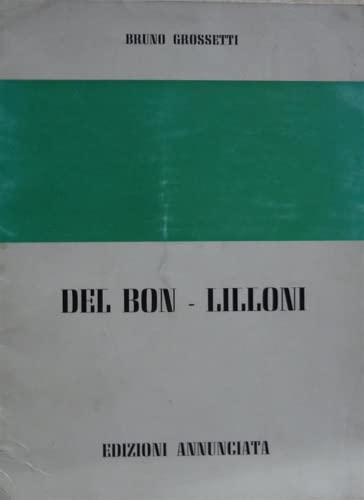 BRUNO GROSSETTI
DEL BON - LILLONI
EDIZIONI ANNUNCIATA